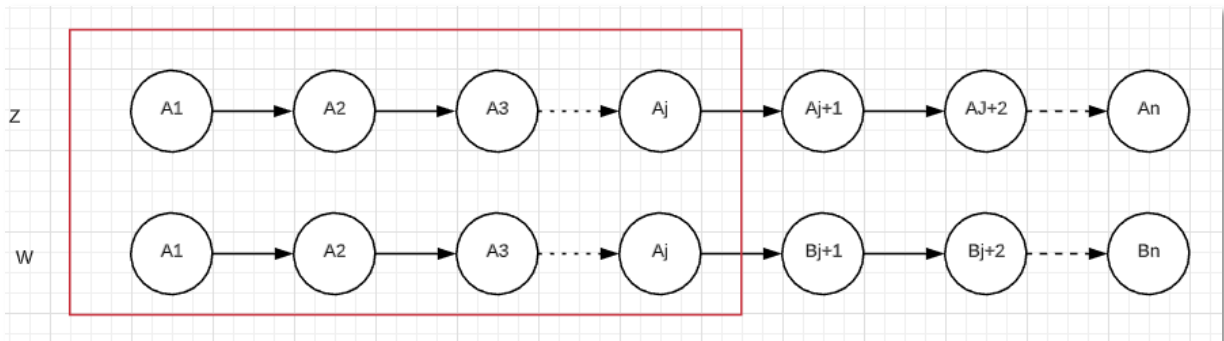 Z A1 A2 A3 Aj Aj+1 AJ+2 An
W A1 A2 A3 Aj Bj+1 Bj+2 Bn